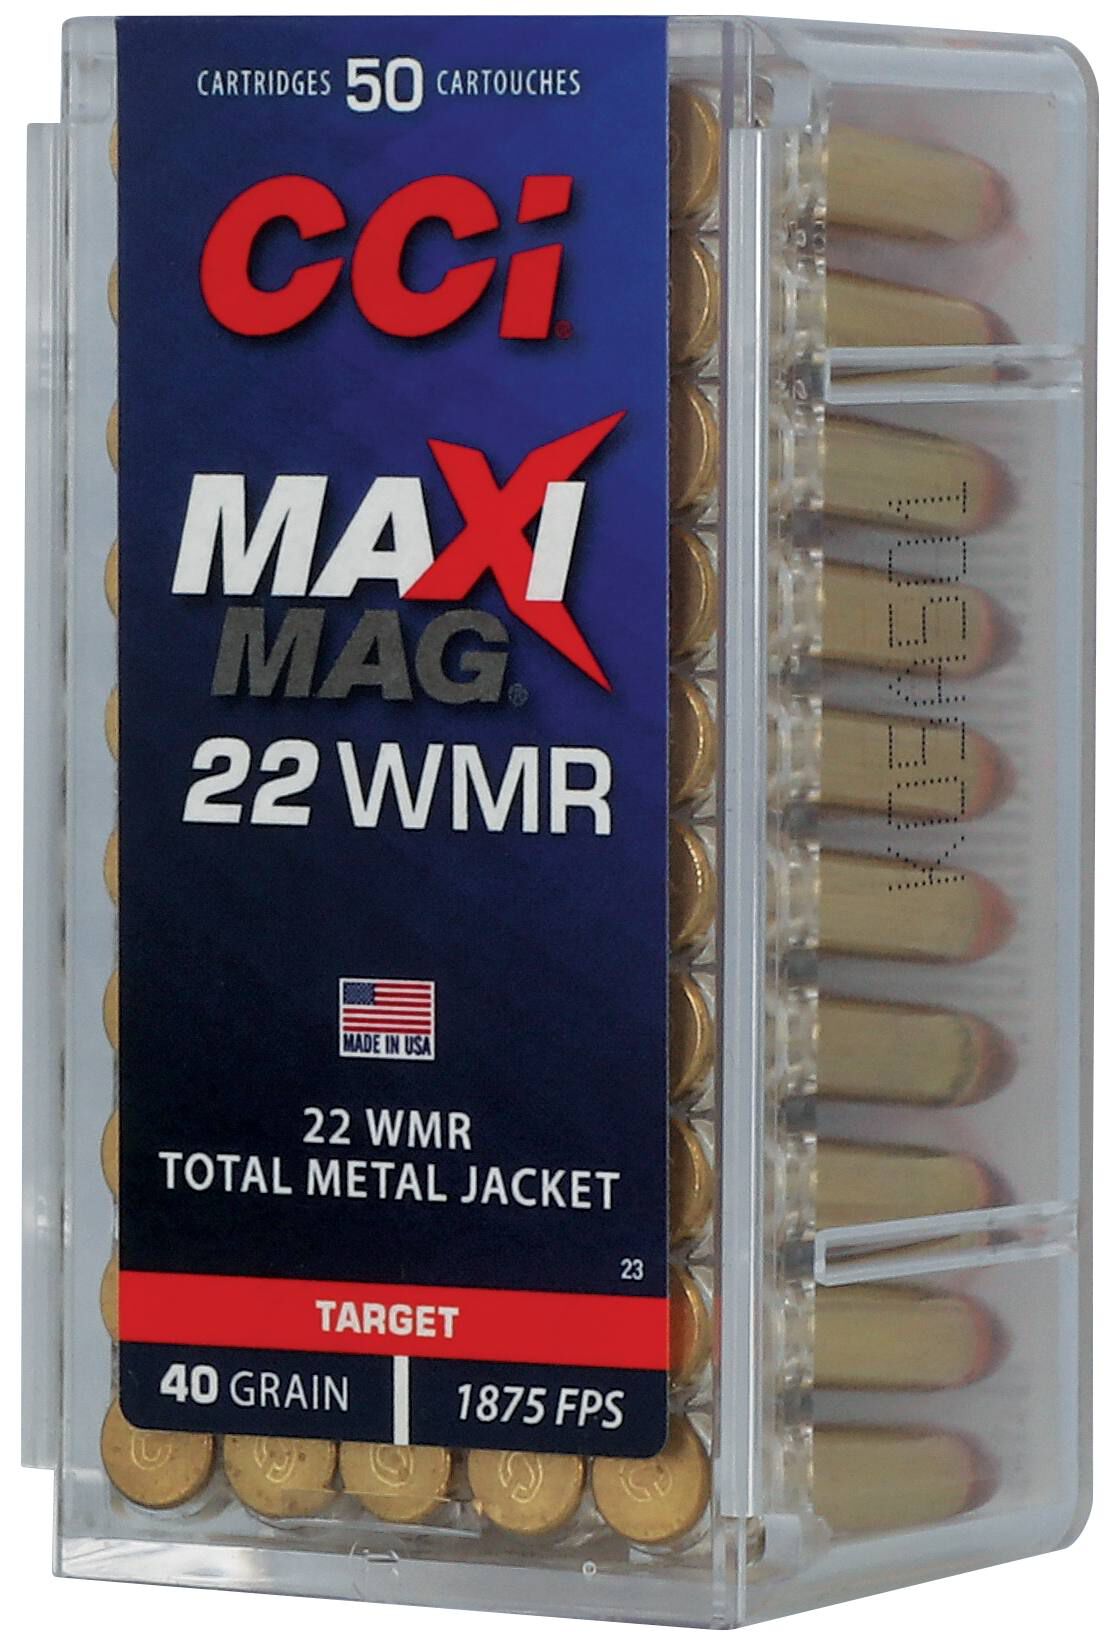 CARTRIDGES 50 CARTOUCHES
CCI®
MAXI
MAG®
22 WMR
MADE IN USA
22 WMR
TOTAL METAL JACKET
23
TARGET
40 GRAIN
1875 FPS